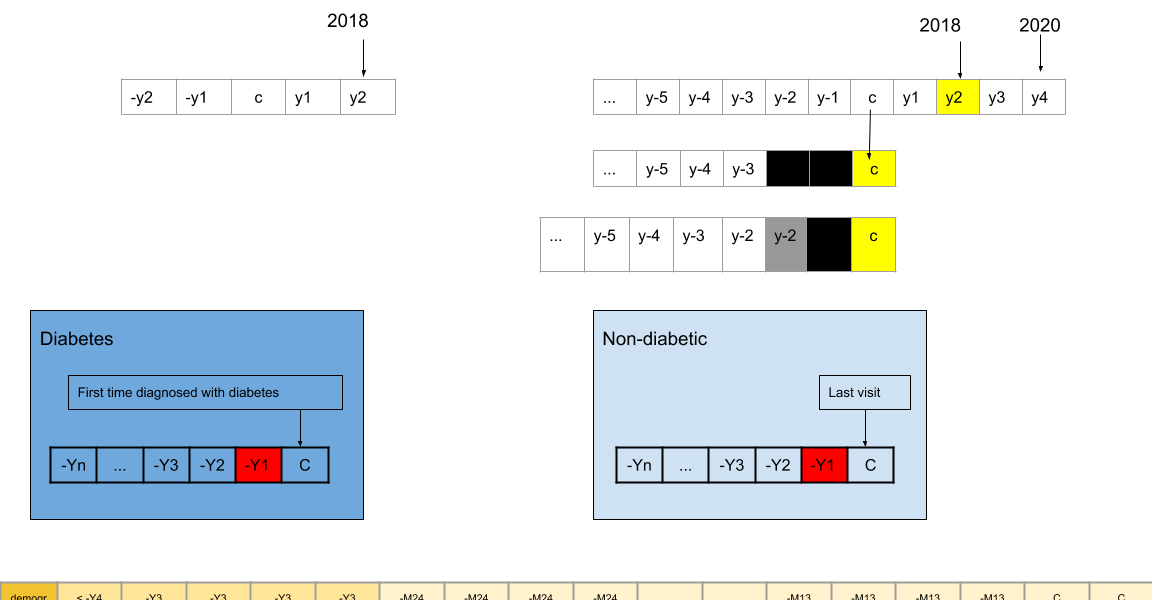 2018
-y2 -y1 c y1 y2
2018 2020
... y-5 y-4 y-3 y-2 y-1 c y1 y2 y3 y4
... y-5 y-4 y-3 c
... y-5 y-4 y-3 y-2 y-2 c
Diabetes
First time diagnosed with diabetes
-Yn ... -Y3 -Y2 -Y1 C
Non-diabetic
Last visit
-Yn ... -Y3 -Y2 -Y1 C
demogr < -Y4 -Y3 -Y3 -Y3 -Y3 -M24 -M24 -M24 -M24 -M13 -M13 -M13 -M13 C C